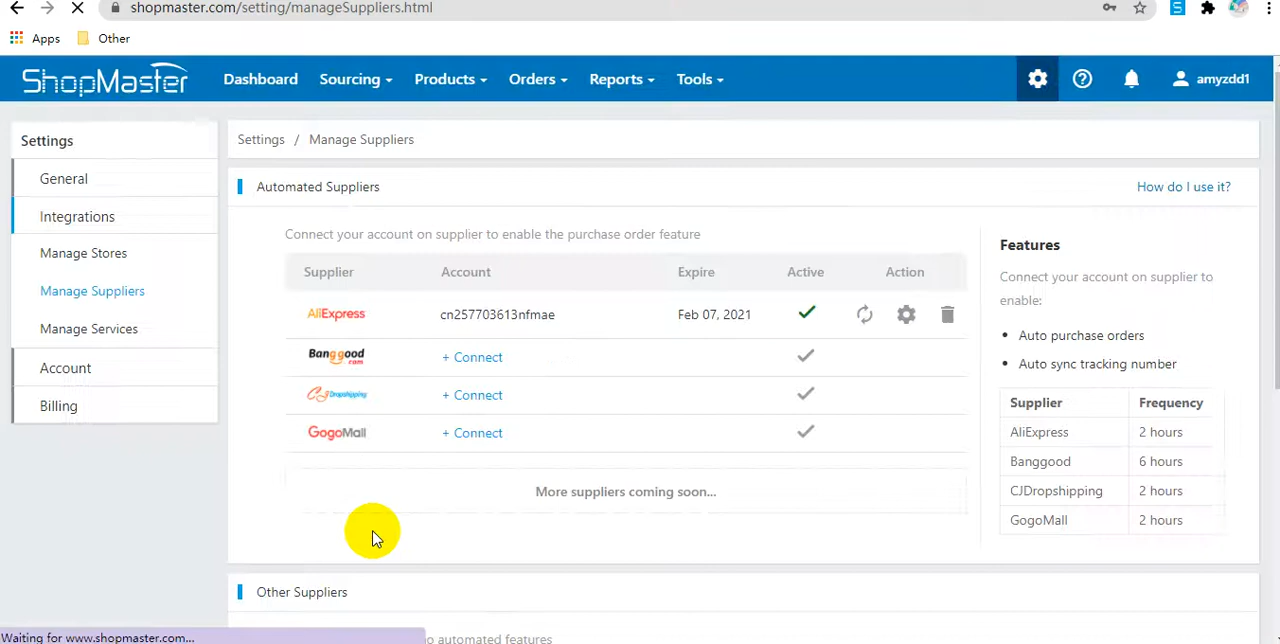 shopmaster.com/setting/manageSuppliers.html
Apps Other
ShopMaster Dashboard Sourcing Products Orders Reports Tools amyzdd1
Settings
General
Integrations
Manage Stores
Manage Suppliers
Manage Services
Account
Billing
Settings / Manage Suppliers
Automated Suppliers How do I use it?
Connect your account on supplier to enable the purchase order feature
Supplier Account Expire Active Action
AliExpress cn257703613nfmae Feb 07, 2021
Banggood.com + Connect
CJ Dropshipping + Connect
GogoMall + Connect
More suppliers coming soon...
Features
Connect your account on supplier to
enable:
• Auto purchase orders
• Auto sync tracking number
Supplier Frequency
AliExpress 2 hours
Banggood 6 hours
CJDropshipping 2 hours
GogoMall 2 hours
Other Suppliers
no automated features
Waiting for www.shopmaster.com...